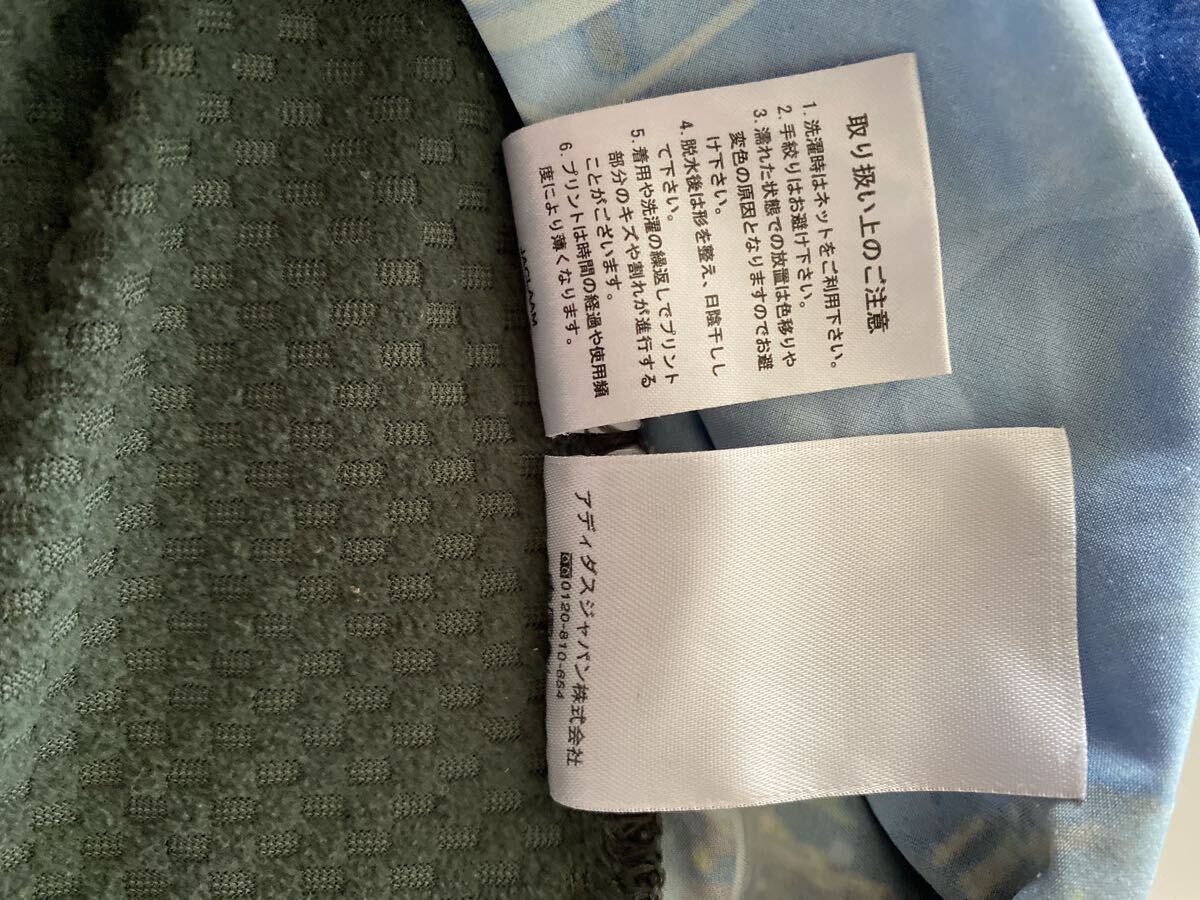 取り扱い上のご注意
1. 洗濯時はネットをご利用下さい。
2. 手絞りはお避け下さい。
3. 濡れた状態での放置は色移りや
変色の原因となりますのでお避
け下さい。
4. 脱水後は形を整え、日陰干しし
て下さい。
5. 着用や洗濯の繰返しでプリント
部分のキズや割れが進行する
ことがございます。
6. プリントは時間の経過や使用頻
度により薄くなります。
アディダスジャパン株式会社
0120-810-654